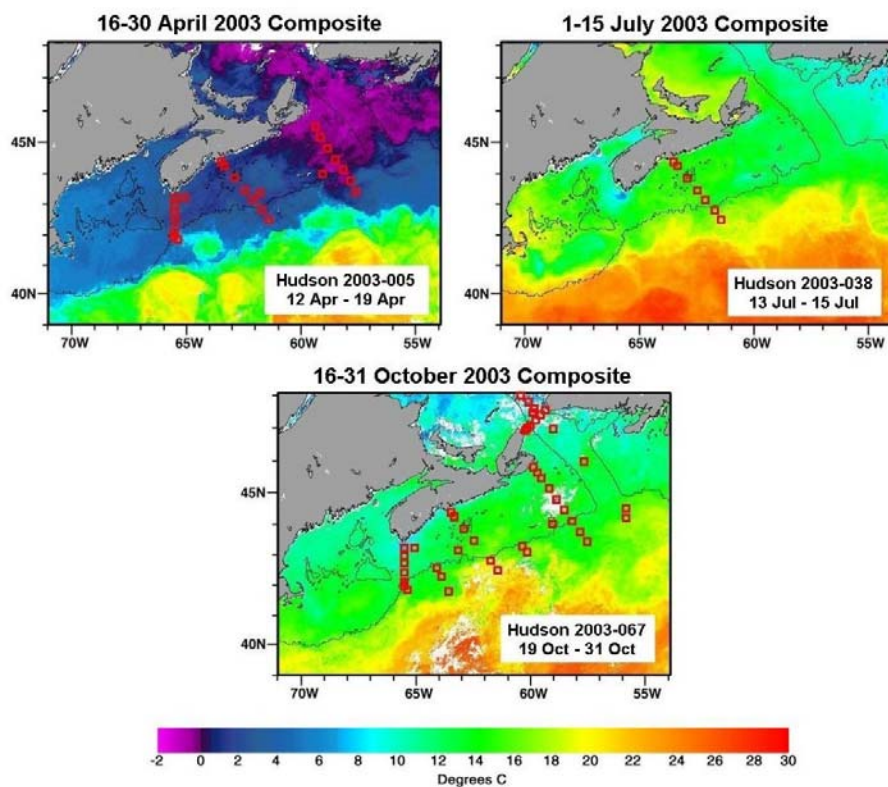 16-30 April 2003 Composite
1-15 July 2003 Composite
45N
40N
Hudson 2003-005
12 Apr - 19 Apr
70W 65W 60W 55W
45N
40N
Hudson 2003-038
13 Jul - 15 Jul
70W 65W 60W 55W
16-31 October 2003 Composite
45N
40N
Hudson 2003-067
19 Oct - 31 Oct
70W 65W 60W 55W
-2 0 2 4 6 8 10 12 14 16 18 20 22 24 26 28 30
Degrees C